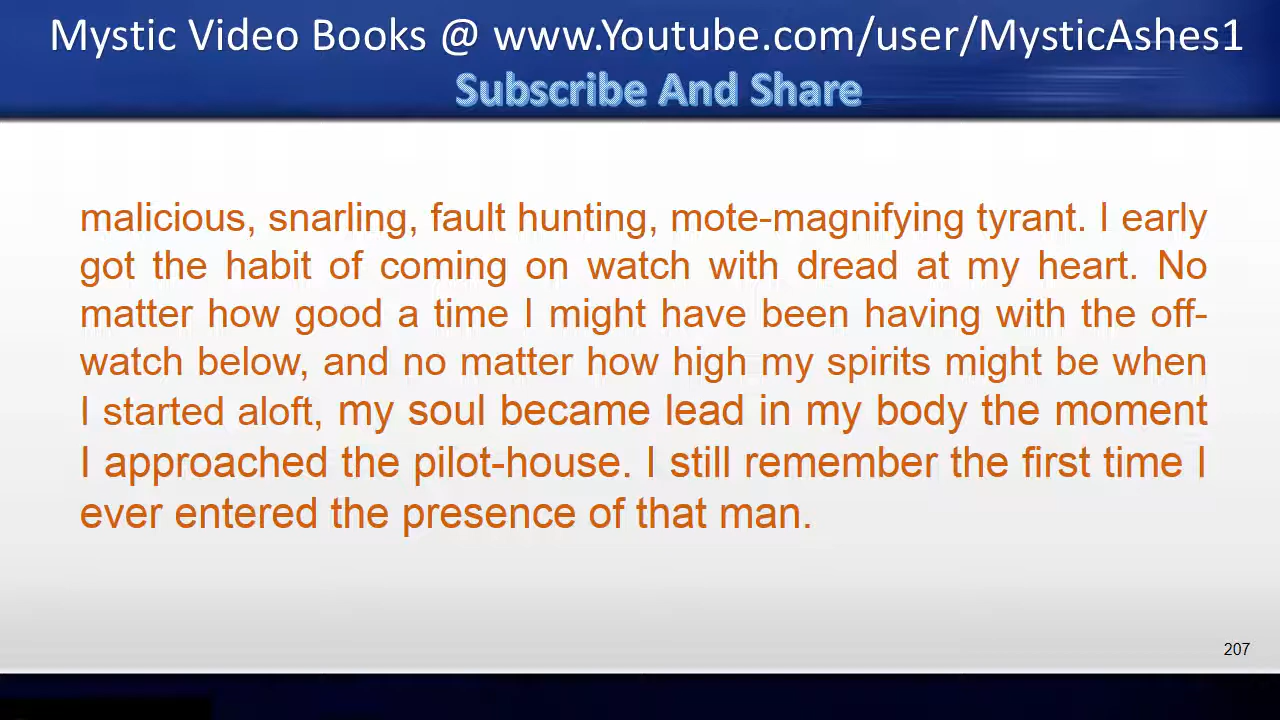 Mystic Video Books @ www.Youtube.com/user/MysticAshes1
Subscribe And Share
malicious, snarling, fault hunting, mote-magnifying tyrant. I early
got the habit of coming on watch with dread at my heart. No
matter how good a time I might have been having with the off-
watch below, and no matter how high my spirits might be when
I started aloft, my soul became lead in my body the moment
I approached the pilot-house. I still remember the first time I
ever entered the presence of that man.
207